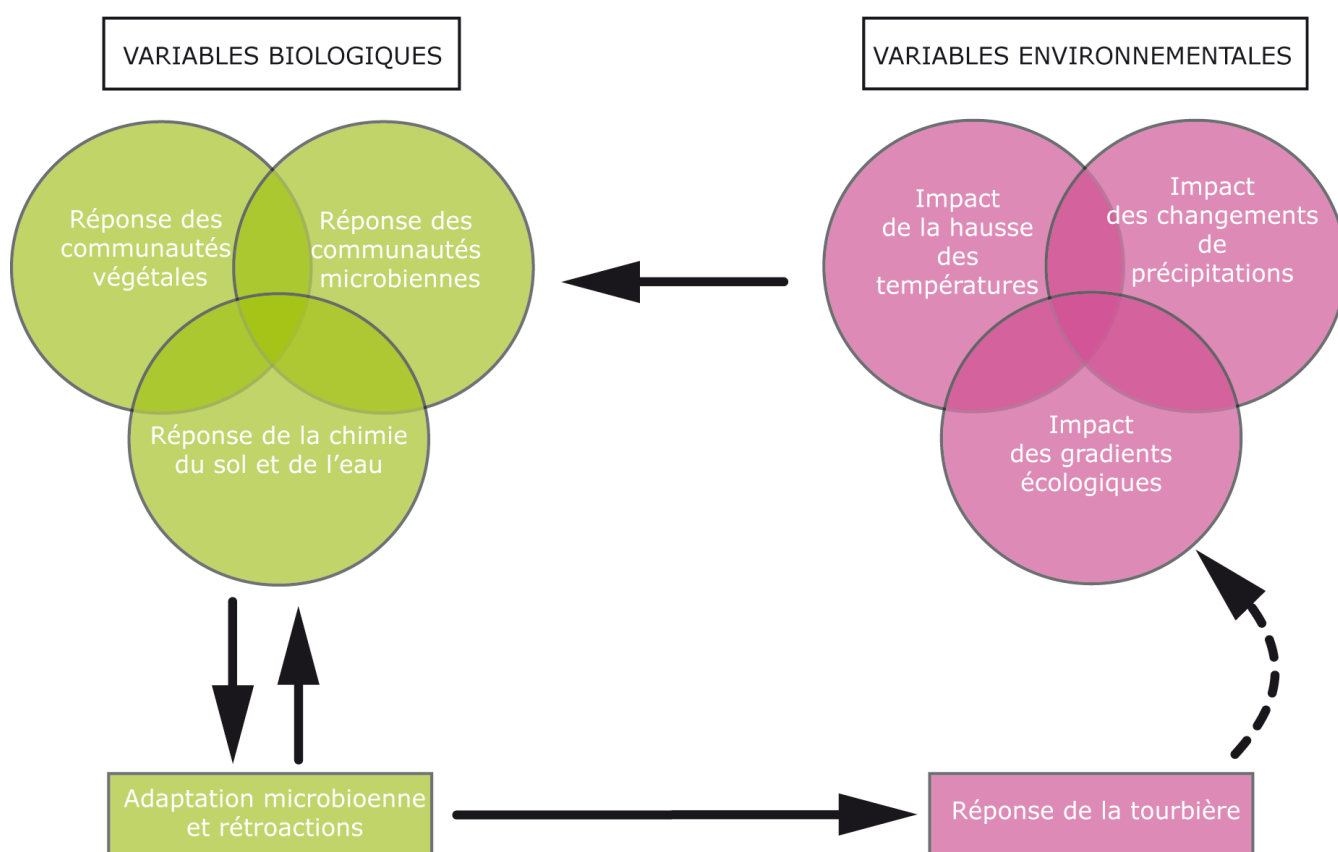 VARIABLES BIOLOGIQUES
VARIABLES ENVIRONNEMENTALES
Réponse des
communautés
végétales
Réponse des
communautés
microbiennes
Réponse de la chimie
du sol et de l'eau
Impact
de la hausse
des
températures
Impact
des changements
de
précipitations
Impact
des gradients
écologiques
Adaptation microbioenne
et rétroactions
Réponse de la tourbière